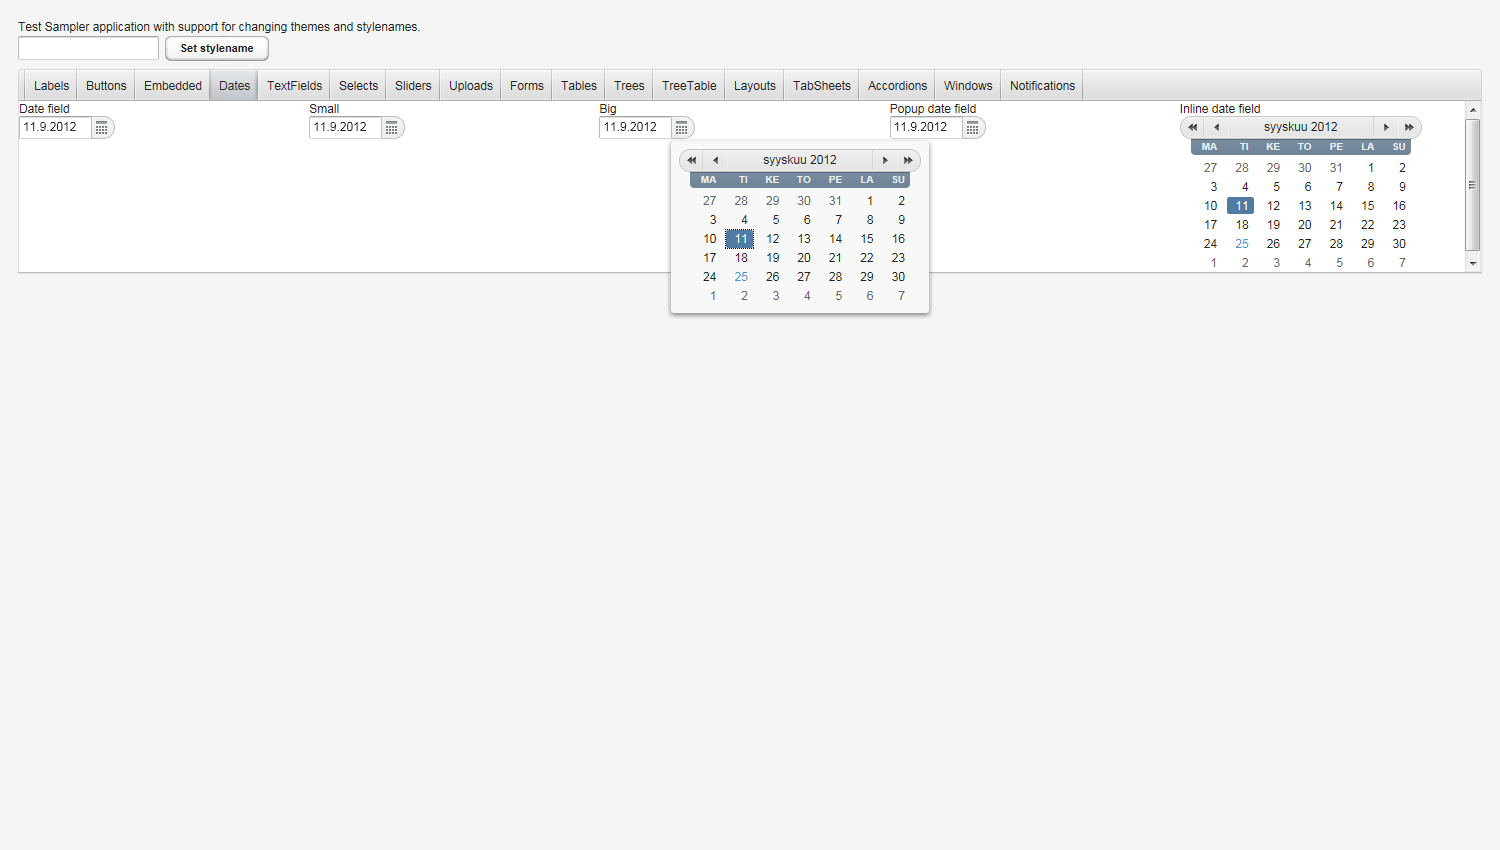 Test Sampler application with support for changing themes and stylenames.
Set stylename
Labels Buttons Embedded Dates TextFields Selects Sliders Uploads Forms Tables Trees TreeTable Layouts TabSheets Accordions Windows Notifications
Date field Small Big Popup date field Inline date field
11.9.2012 11.9.2012 11.9.2012 11.9.2012
syyskuu 2012
MA TI KE TO PE LA SU
27 28 29 30 31 1 2
3 4 5 6 7 8 9
10 11 12 13 14 15 16
17 18 19 20 21 22 23
24 25 26 27 28 29 30
1 2 3 4 5 6 7
syyskuu 2012
MA TI KE TO PE LA SU
27 28 29 30 31 1 2
3 4 5 6 7 8 9
10 11 12 13 14 15 16
17 18 19 20 21 22 23
24 25 26 27 28 29 30
1 2 3 4 5 6 7